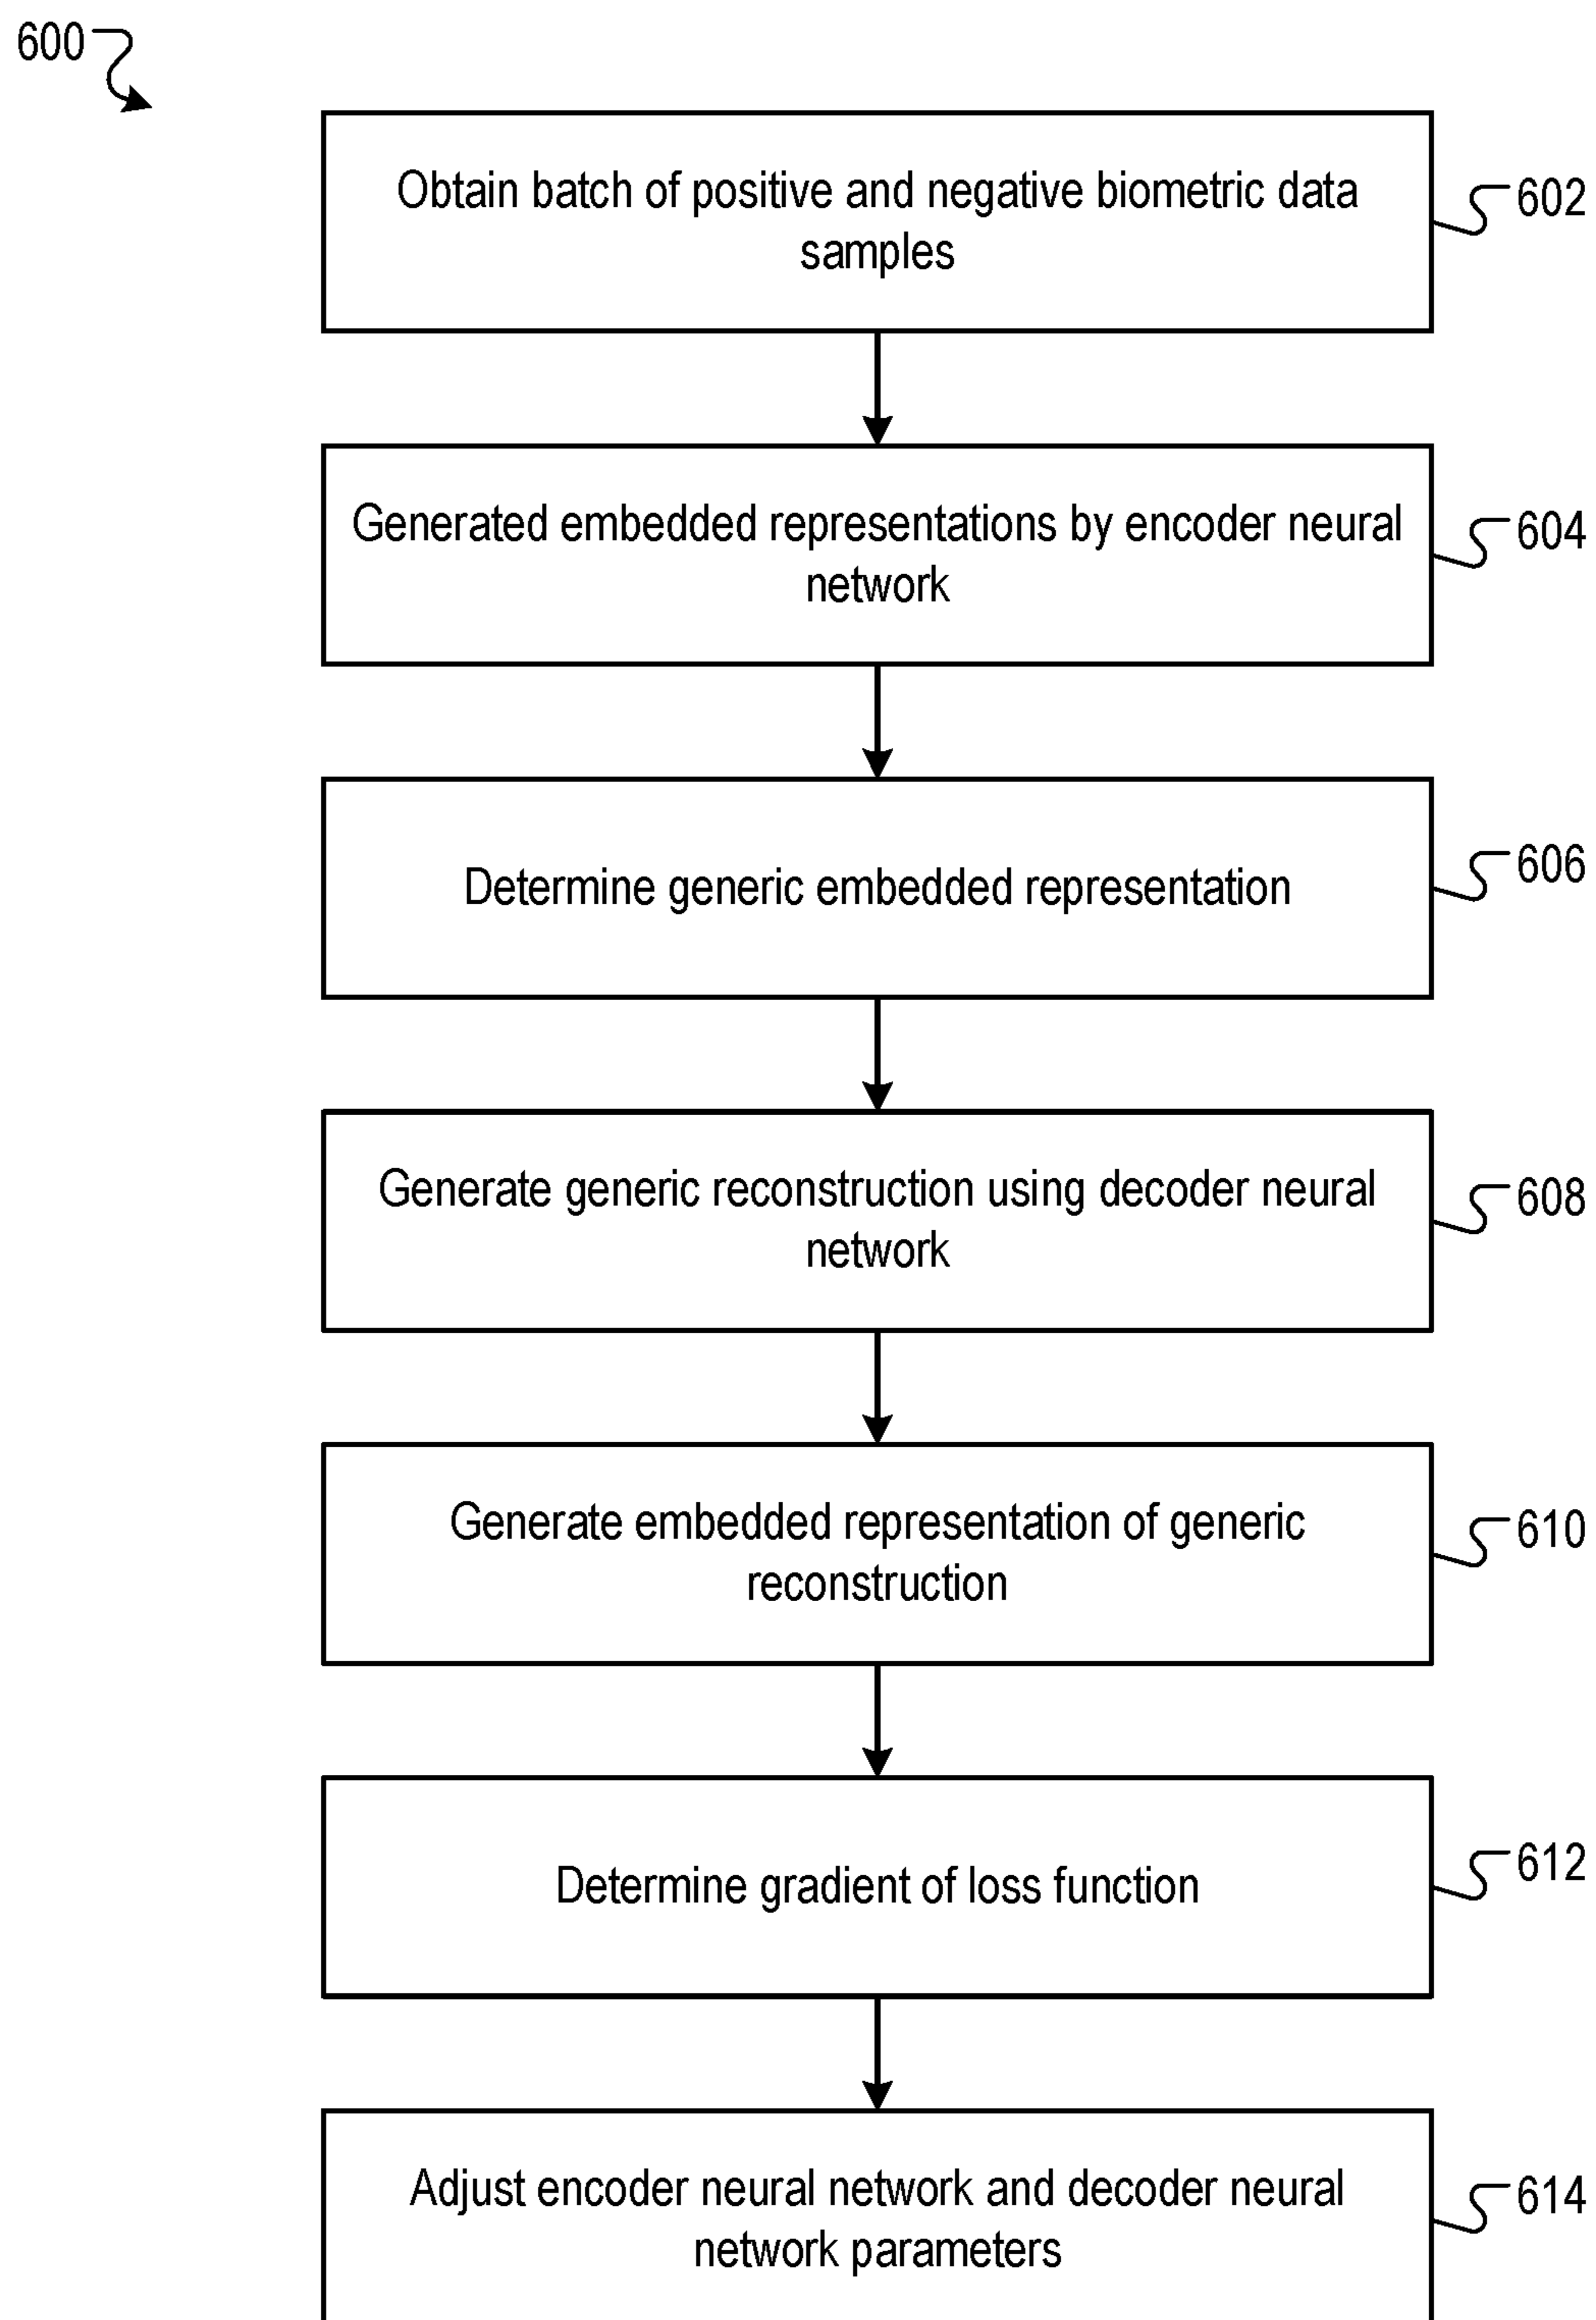 600
Obtain batch of positive and negative biometric data
samples
602
Generated embedded representations by encoder neural
network
604
Determine generic embedded representation
606
Generate generic reconstruction using decoder neural
network
608
Generate embedded representation of generic
reconstruction
610
Determine gradient of loss function
612
Adjust encoder neural network and decoder neural
network parameters
614